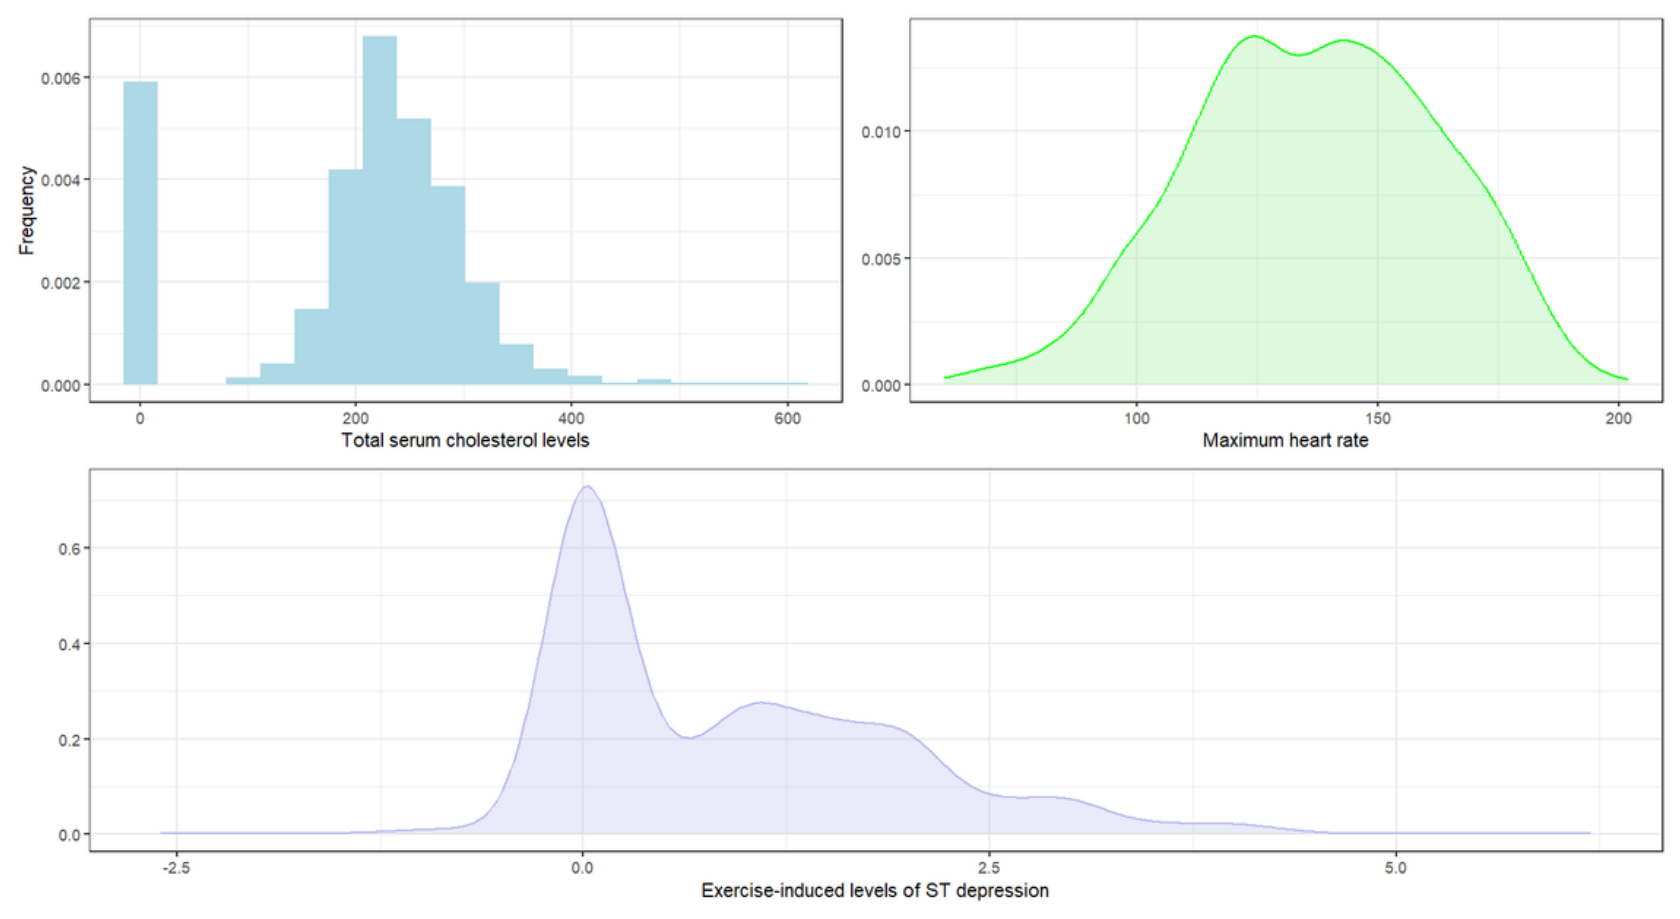 Frequency
0.006
0.004
0.002
0.000
0 200 400 600
Total serum cholesterol levels
0.010
0.005
0.000
100 150 200
Maximum heart rate
0.6
0.4
0.2
0.0
-2.5 0.0 2.5 5.0
Exercise-induced levels of ST depression